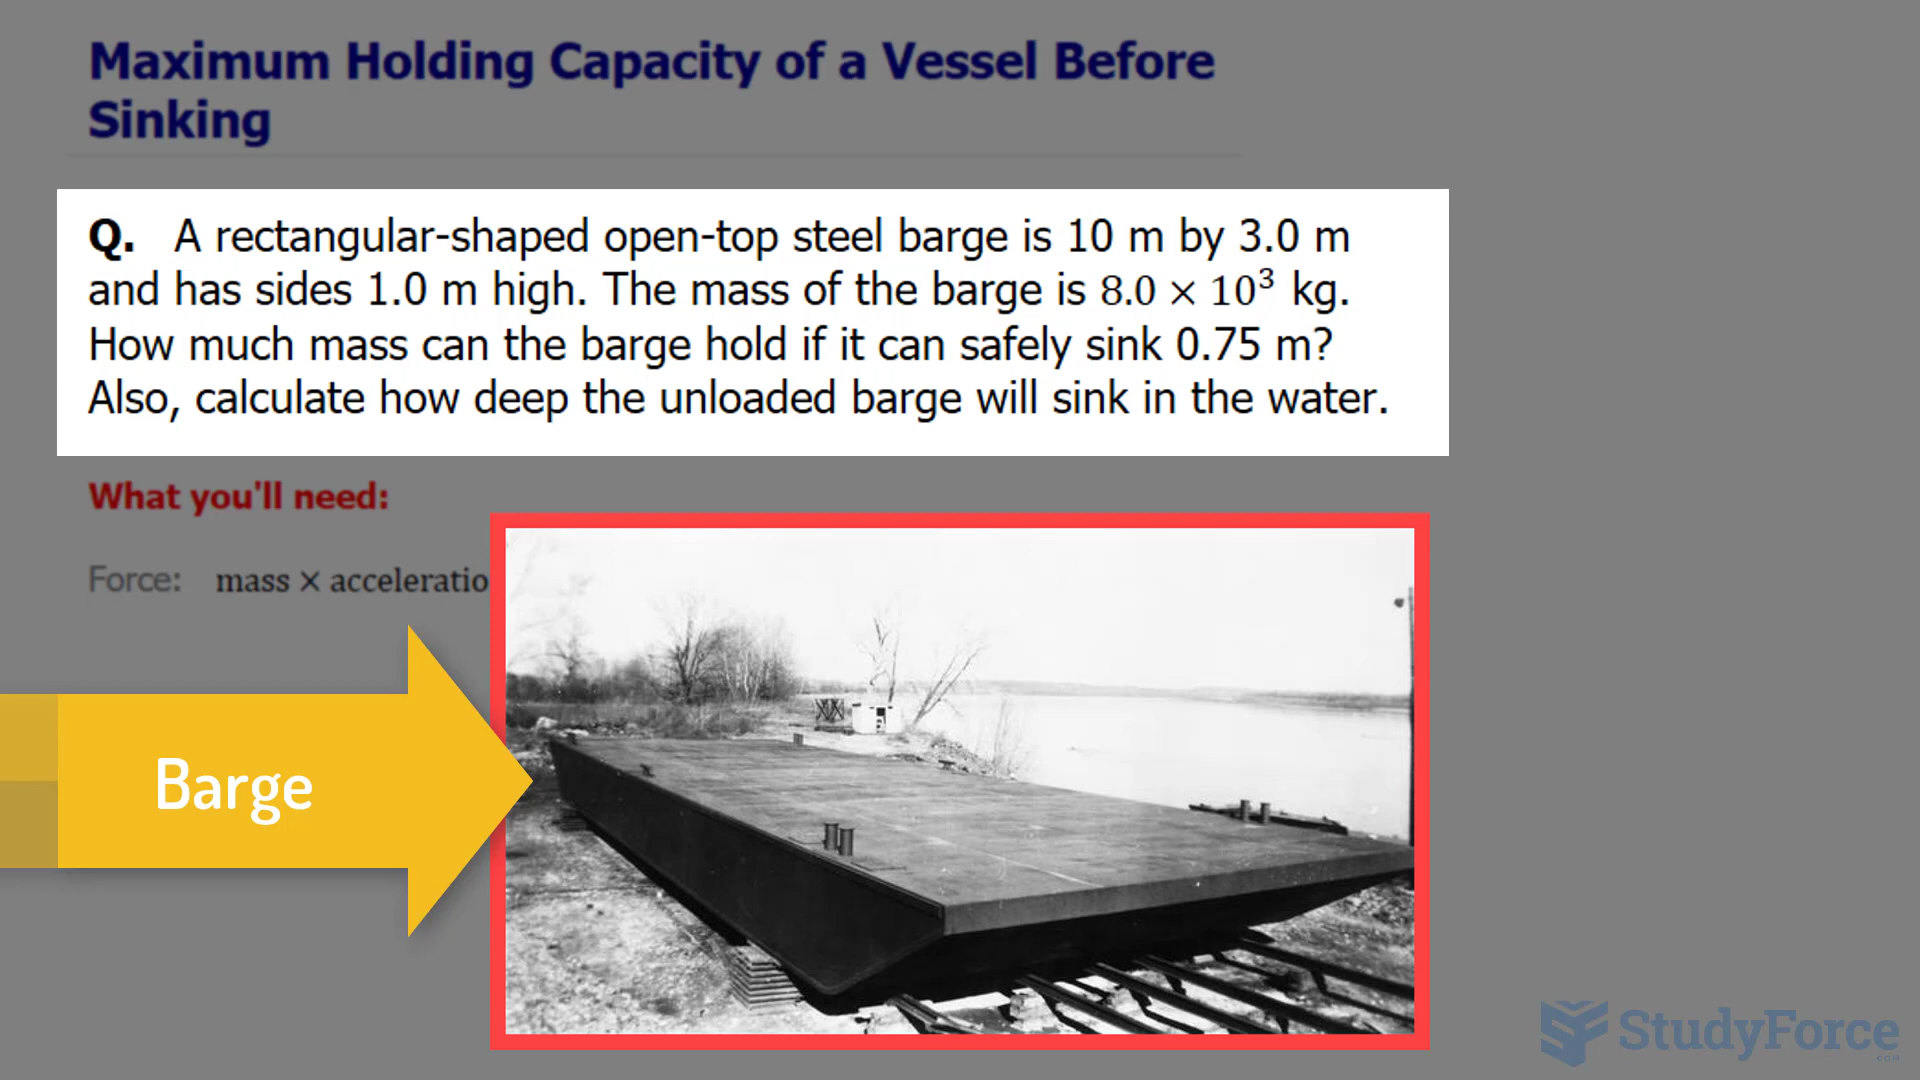 Maximum Holding Capacity of a Vessel Before
Sinking
Q. A rectangular-shaped open-top steel barge is 10 m by 3.0 m
and has sides 1.0 m high. The mass of the barge is 8.0 × 10³ kg.
How much mass can the barge hold if it can safely sink 0.75 m?
Also, calculate how deep the unloaded barge will sink in the water.
What you'll need:
Force: mass × acceleratio
Barge
StudyForce
.com